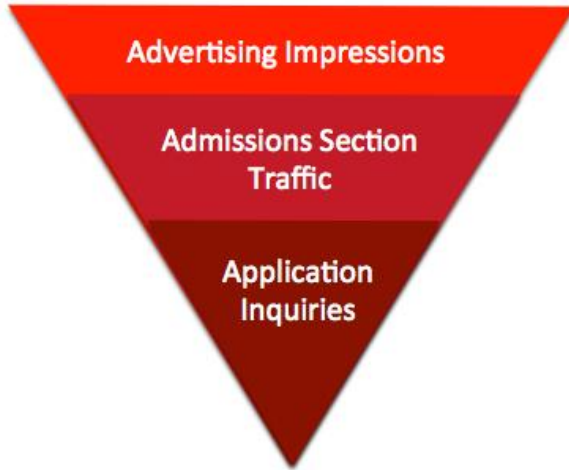 Advertising Impressions
Admissions Section
Traffic
Application
Inquiries